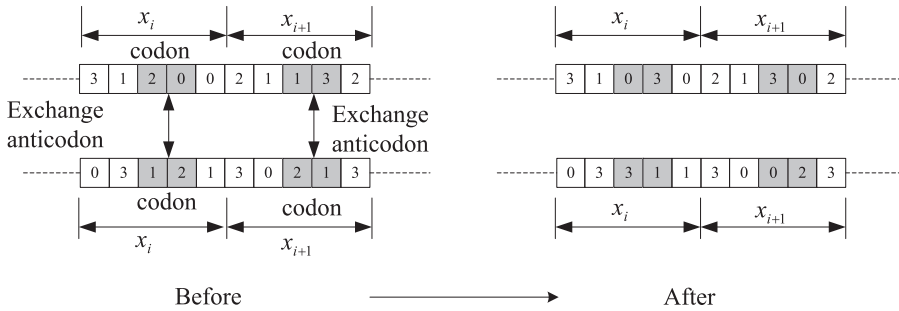 x_i x_{i+1} x_i x_{i+1}
codon codon
3 1 2 0 0 2 1 1 3 2 3 1 0 3 0 2 1 3 0 2
Exchange anticodon Exchange anticodon
0 3 1 2 1 3 0 2 1 3 0 3 3 1 1 3 0 0 2 3
codon codon
x_i x_{i+1} x_i x_{i+1}
Before After